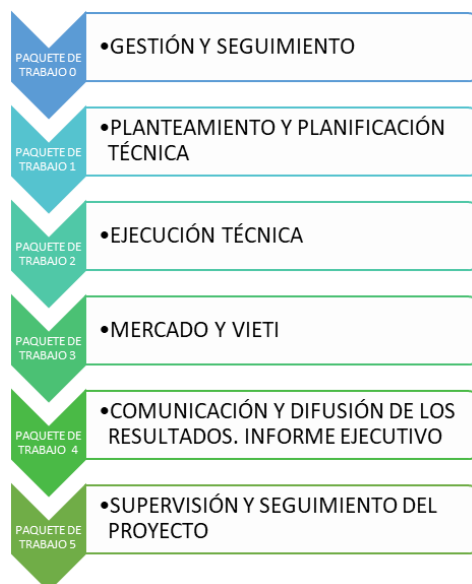 PAQUETE DE
TRABAJO 0
•GESTIÓN Y SEGUIMIENTO
PAQUETE DE
TRABAJO 1
•PLANTEAMIENTO Y PLANIFICACIÓN
TÉCNICA
PAQUETE DE
TRABAJO 2
•EJECUCIÓN TÉCNICA
PAQUETE DE
TRABAJO 3
•MERCADO Y VIETI
PAQUETE DE
TRABAJO 4
•COMUNICACIÓN Y DIFUSIÓN DE LOS
RESULTADOS. INFORME EJECUTIVO
PAQUETE DE
TRABAJO 5
•SUPERVISIÓN Y SEGUIMIENTO DEL
PROYECTO